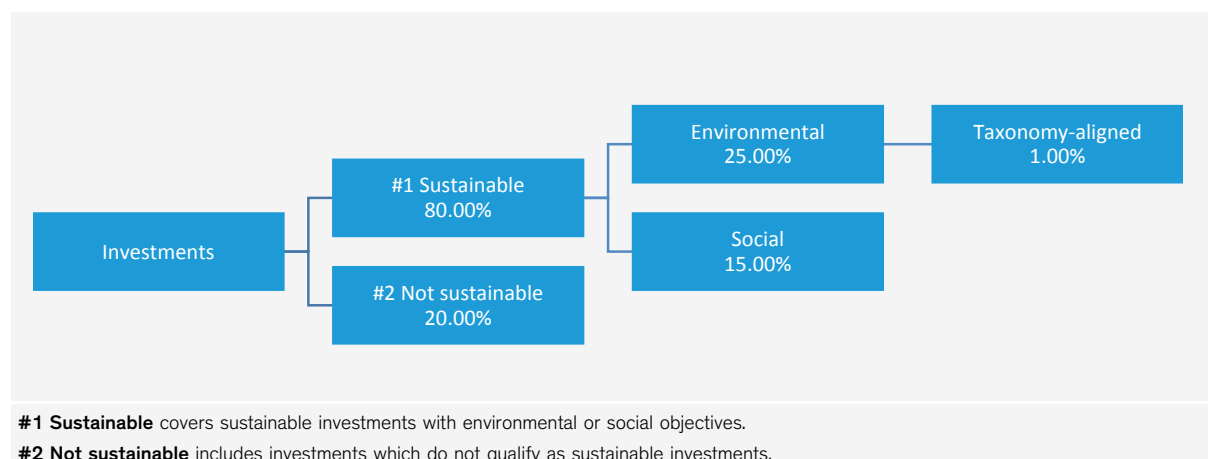 Environmental
25.00%
Taxonomy-aligned
1.00%
#1 Sustainable
80.00%
Investments
Social
15.00%
#2 Not sustainable
20.00%
#1 Sustainable covers sustainable investments with environmental or social objectives.
#2 Not sustainable includes investments which do not qualify as sustainable investments.